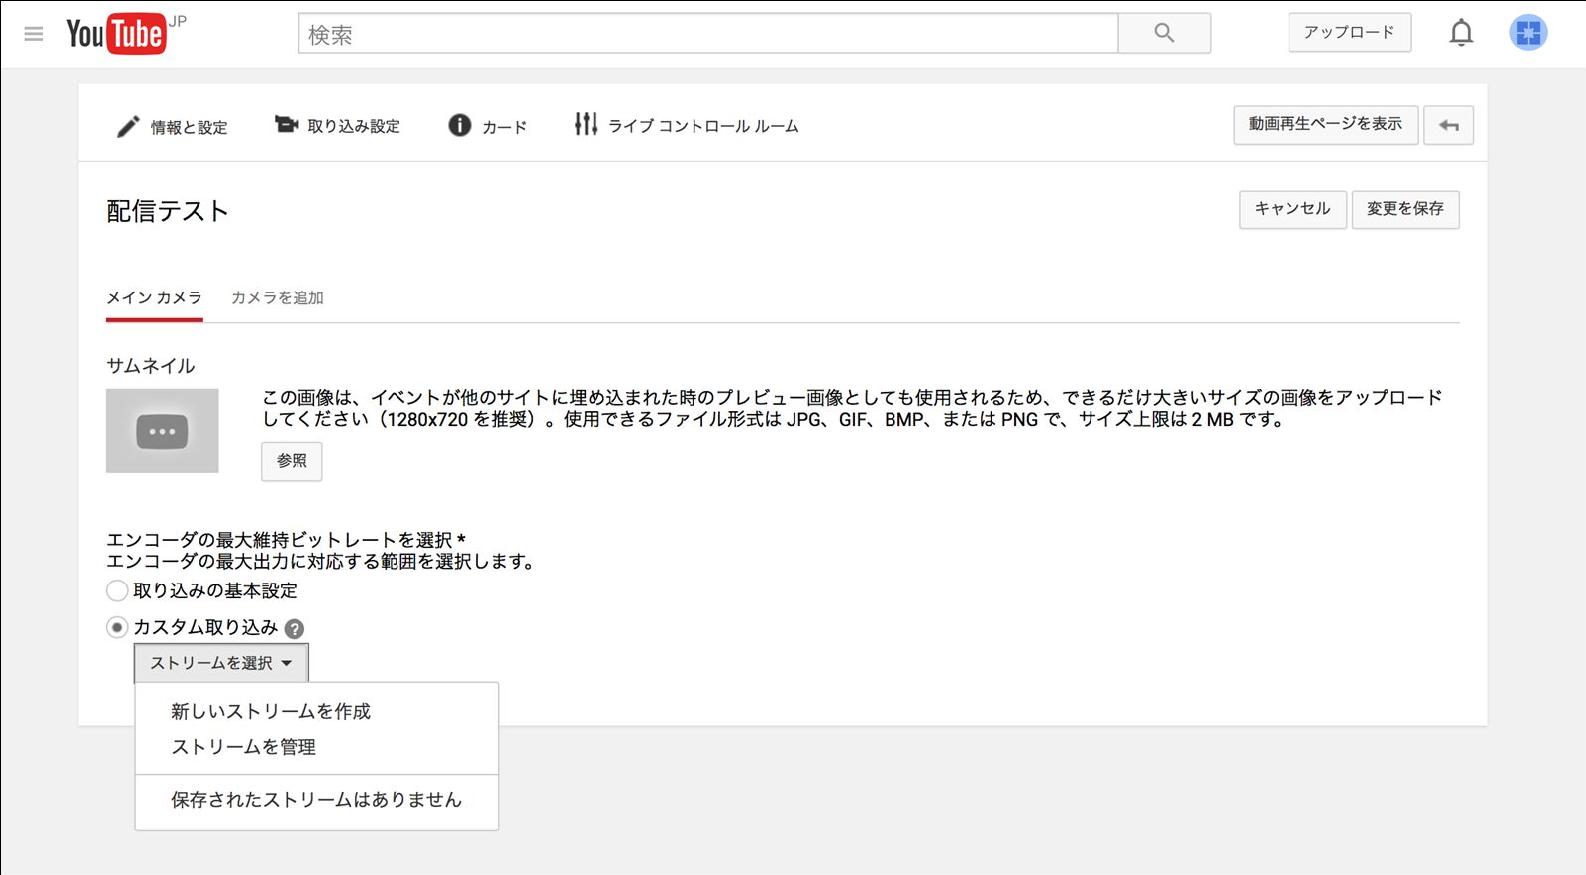 YouTube JP
検索
アップロード
情報と設定
取り込み設定
カード
ライブ コントロール ルーム
動画再生ページを表示
配信テスト
キャンセル
変更を保存
メイン カメラ
カメラを追加
サムネイル
この画像は、イベントが他のサイトに埋め込まれた時のプレビュー画像としても使用されるため、できるだけ大きいサイズの画像をアップロード
してください（1280x720 を推奨）。使用できるファイル形式は JPG、GIF、BMP、または PNG で、サイズ上限は 2 MB です。
参照
エンコーダの最大維持ビットレートを選択 *
エンコーダの最大出力に対応する範囲を選択します。
取り込みの基本設定
カスタム取り込み ?
ストリームを選択
新しいストリームを作成
ストリームを管理
保存されたストリームはありません